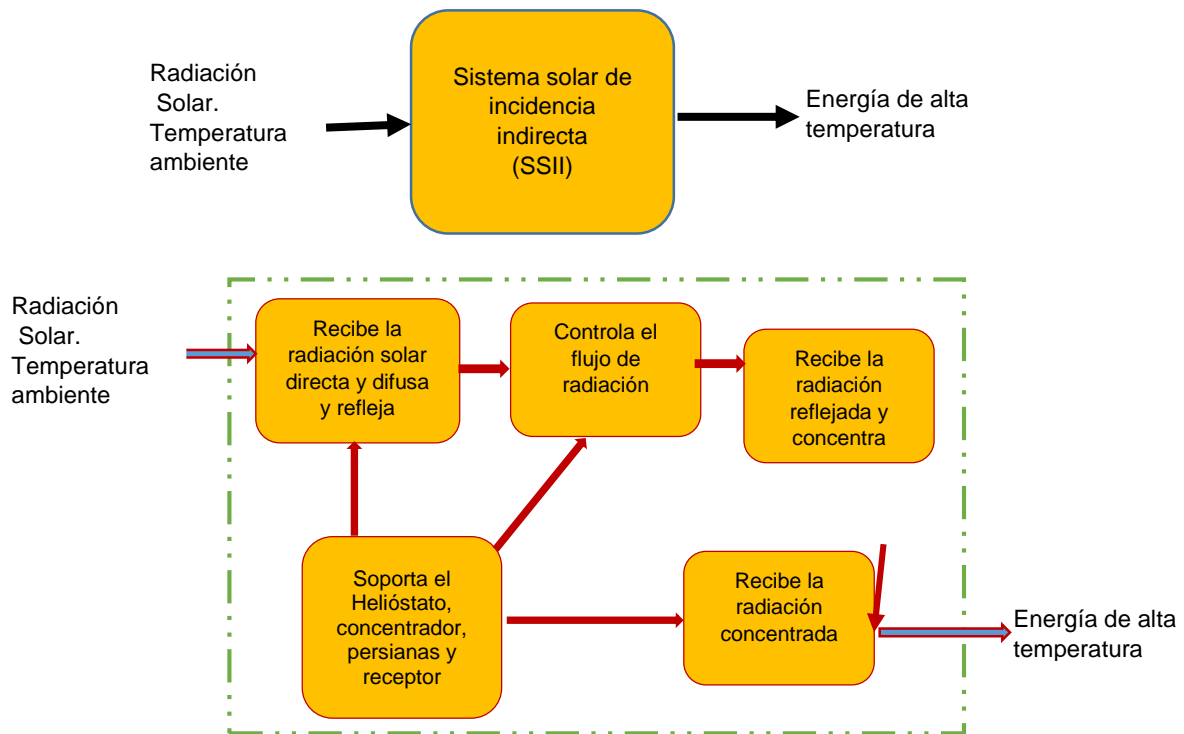 Radiación
Solar.
Temperatura
ambiente
Sistema solar de
incidencia
indirecta
(SSII)
Energía de alta
temperatura
Radiación
Solar.
Temperatura
ambiente
Recibe la
radiación solar
directa y difusa
y refleja
Controla el
flujo de
radiación
Recibe la
radiación
reflejada y
concentra
Soporta el
Helióstato,
concentrador,
persianas y
receptor
Recibe la
radiación
concentrada
Energía de alta
temperatura